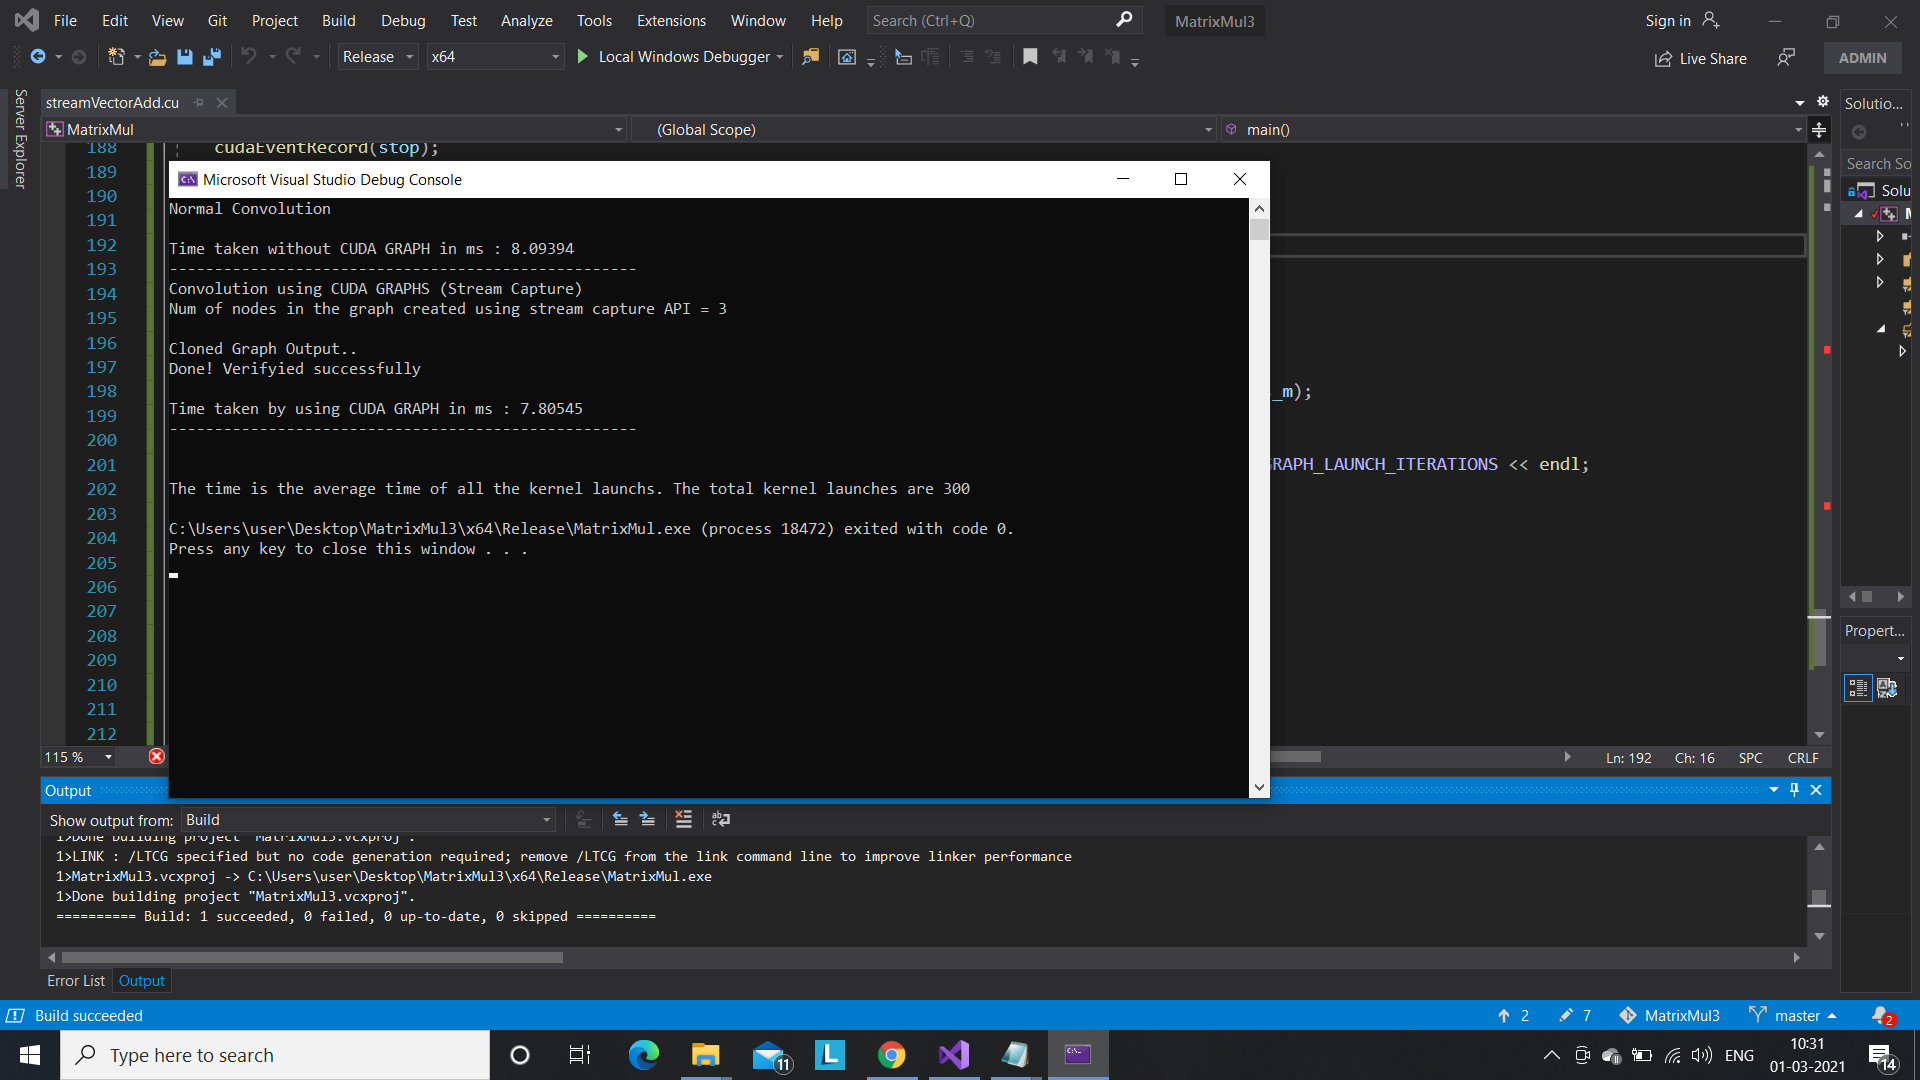 File Edit View Git Project Build Debug Test Analyze Tools Extensions Window Help Search (Ctrl+Q) MatrixMul3 Sign in
Release x64 Local Windows Debugger Live Share ADMIN
Server Explorer
streamVectorAdd.cu Solutio...
MatrixMul (Global Scope) main()
188 cudaEventRecord(stop); Search So
189 Microsoft Visual Studio Debug Console Solu
190
191
192
193
194
195
196
197
198 _m);
199
200
201 RAPH_LAUNCH_ITERATIONS << endl;
202
203
204
205
206
207
208
209
210
211
212
Normal Convolution
Time taken without CUDA GRAPH in ms : 8.09394
----------------------------------------------------
Convolution using CUDA GRAPHS (Stream Capture)
Num of nodes in the graph created using stream capture API = 3
Cloned Graph Output..
Done! Verifyied successfully
Time taken by using CUDA GRAPH in ms : 7.80545
----------------------------------------------------
The time is the average time of all the kernel launchs. The total kernel launches are 300
C:\Users\user\Desktop\MatrixMul3\x64\Release\MatrixMul.exe (process 18472) exited with code 0.
Press any key to close this window . . .
Propert...
115 % Ln: 192 Ch: 16 SPC CRLF
Output
Show output from: Build
1>Done building project "MatrixMul3.vcxproj".
1>LINK : /LTCG specified but no code generation required; remove /LTCG from the link command line to improve linker performance
1>MatrixMul3.vcxproj -> C:\Users\user\Desktop\MatrixMul3\x64\Release\MatrixMul.exe
1>Done building project "MatrixMul3.vcxproj".
========== Build: 1 succeeded, 0 failed, 0 up-to-date, 0 skipped ==========
Error List Output
Build succeeded 2 7 MatrixMul3 master 2
Type here to search 11 L ENG 10:31
01-03-2021 14